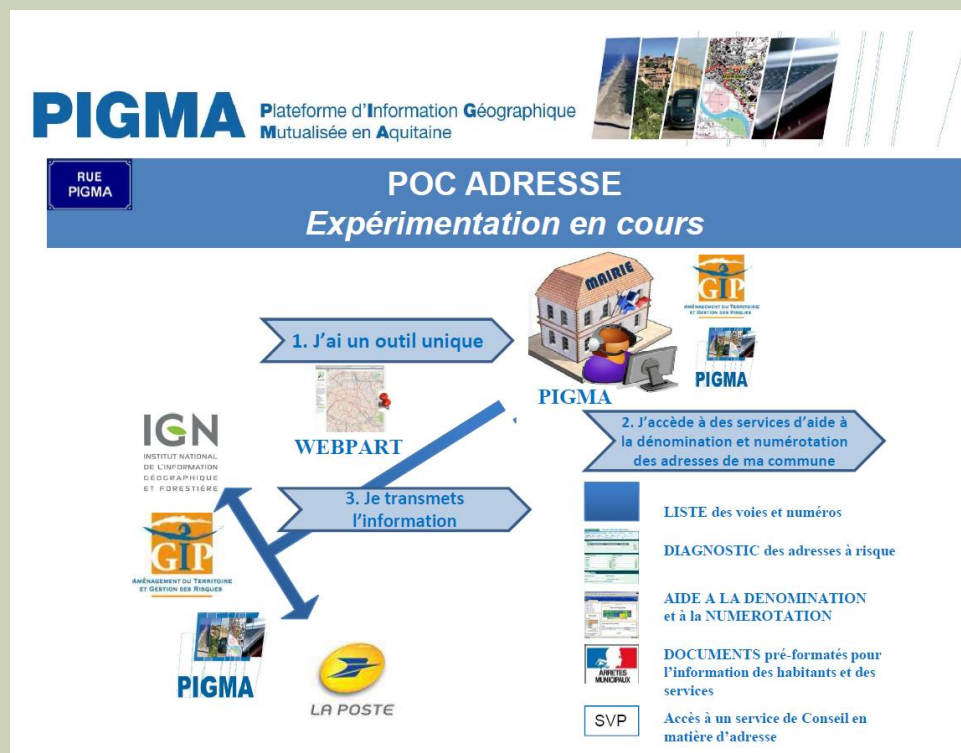 PIGMA
Plateforme d'Information Géographique
Mutualisée en Aquitaine
RUE
PIGMA
POC ADRESSE
Expérimentation en cours
MAIRIE
GIP
AMÉNAGEMENT DU TERRITOIRE
ET GESTION DES RISQUES
PIGMA
1. J'ai un outil unique
PIGMA
WEBPART
2. J'accède à des services d'aide à
la dénomination et numérotation
des adresses de ma commune
IGN
INSTITUT NATIONAL
DE L'INFORMATION
GÉOGRAPHIQUE
ET FORESTIÈRE
3. Je transmets
l'information
LISTE des voies et numéros
DIAGNOSTIC des adresses à risque
GIP
AMÉNAGEMENT DU TERRITOIRE
ET GESTION DES RISQUES
AIDE A LA DENOMINATION
et à la NUMEROTATION
PIGMA
LA POSTE
ARRETES
MUNICIPAUX
DOCUMENTS pré-formatés pour
l'information des habitants et des
services
SVP
Accès à un service de Conseil en
matière d'adresse